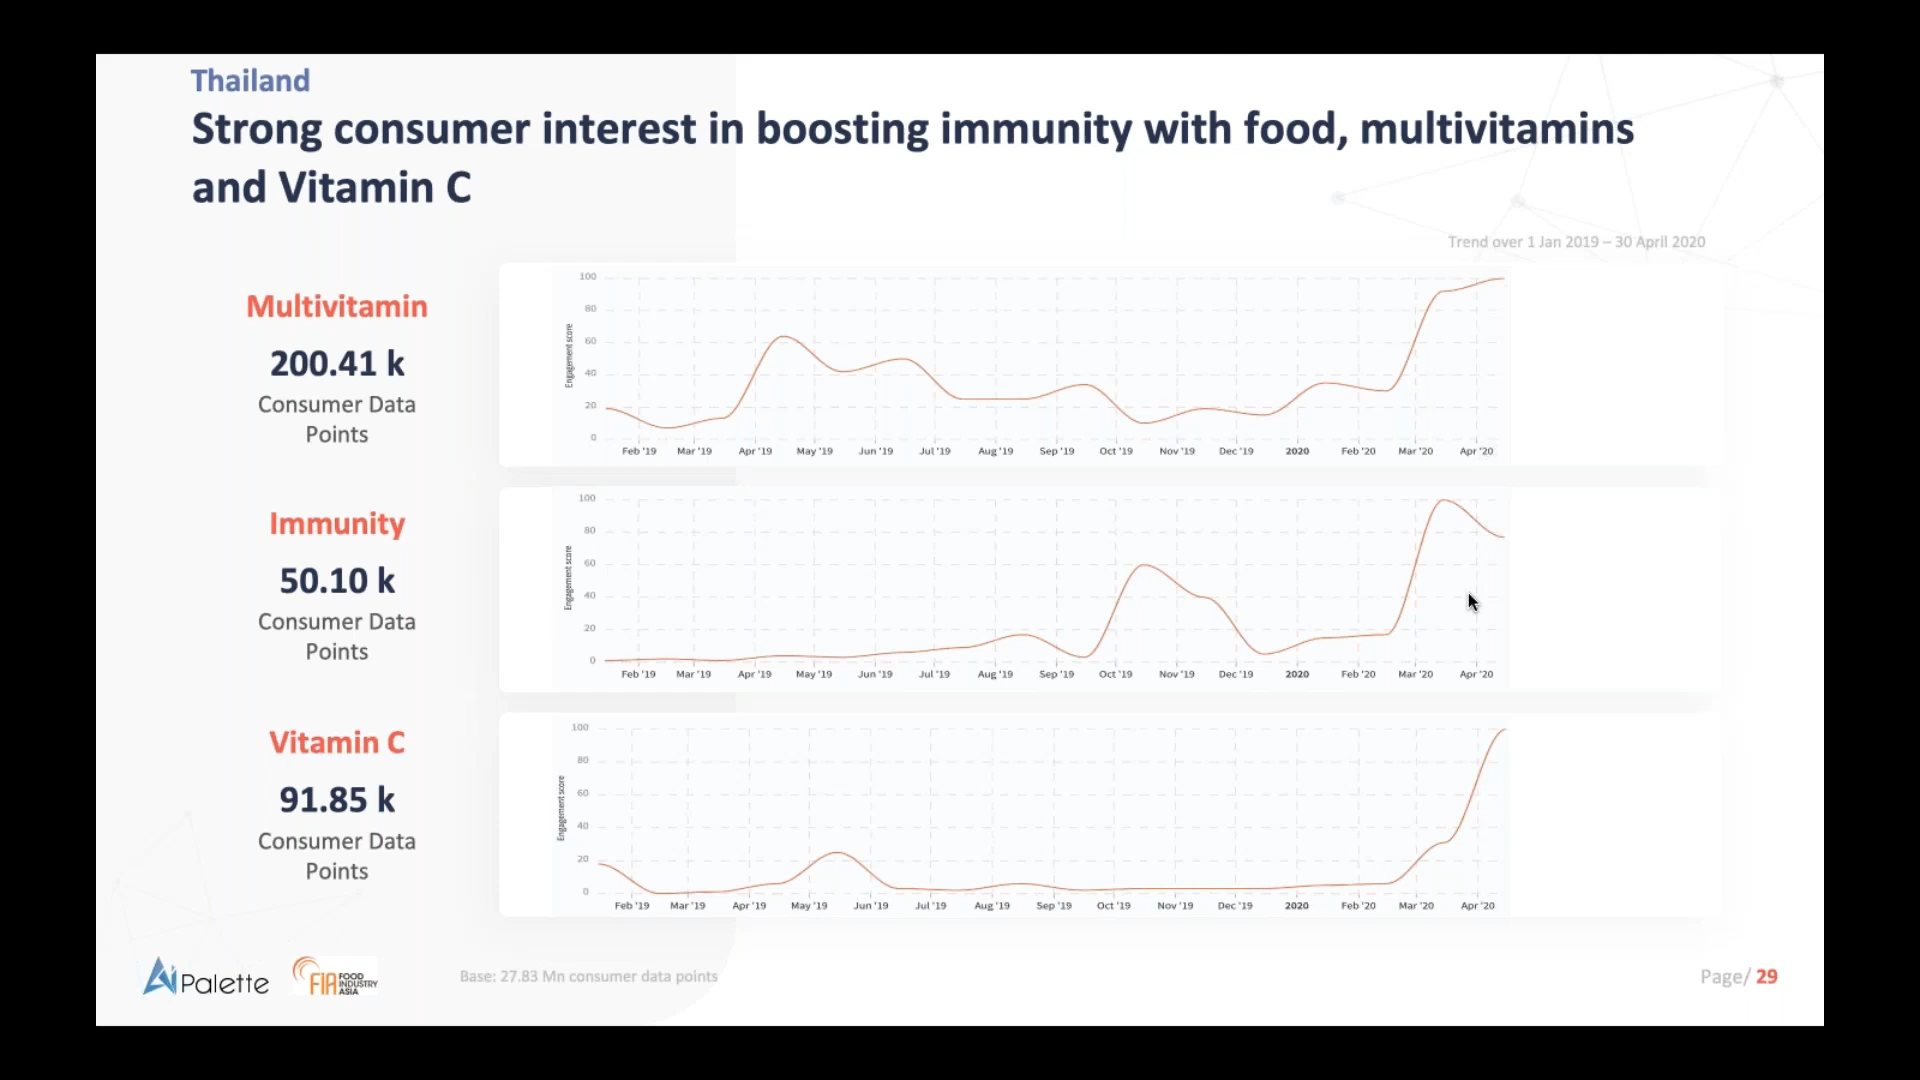 Thailand
Strong consumer interest in boosting immunity with food, multivitamins
and Vitamin C
Trend over 1 Jan 2019 – 30 April 2020
Multivitamin
200.41 k
Consumer Data
Points
Engagement score
100
80
60
40
20
0
Feb '19 Mar '19 Apr '19 May '19 Jun '19 Jul '19 Aug '19 Sep '19 Oct '19 Nov '19 Dec '19 2020 Feb '20 Mar '20 Apr '20
Immunity
50.10 k
Consumer Data
Points
Engagement score
100
80
60
40
20
0
Feb '19 Mar '19 Apr '19 May '19 Jun '19 Jul '19 Aug '19 Sep '19 Oct '19 Nov '19 Dec '19 2020 Feb '20 Mar '20 Apr '20
Vitamin C
91.85 k
Consumer Data
Points
Engagement score
100
80
60
40
20
0
Feb '19 Mar '19 Apr '19 May '19 Jun '19 Jul '19 Aug '19 Sep '19 Oct '19 Nov '19 Dec '19 2020 Feb '20 Mar '20 Apr '20
Ai Palette
FIA FOOD
INDUSTRY
ASIA
Base: 27.83 Mn consumer data points
Page/ 29